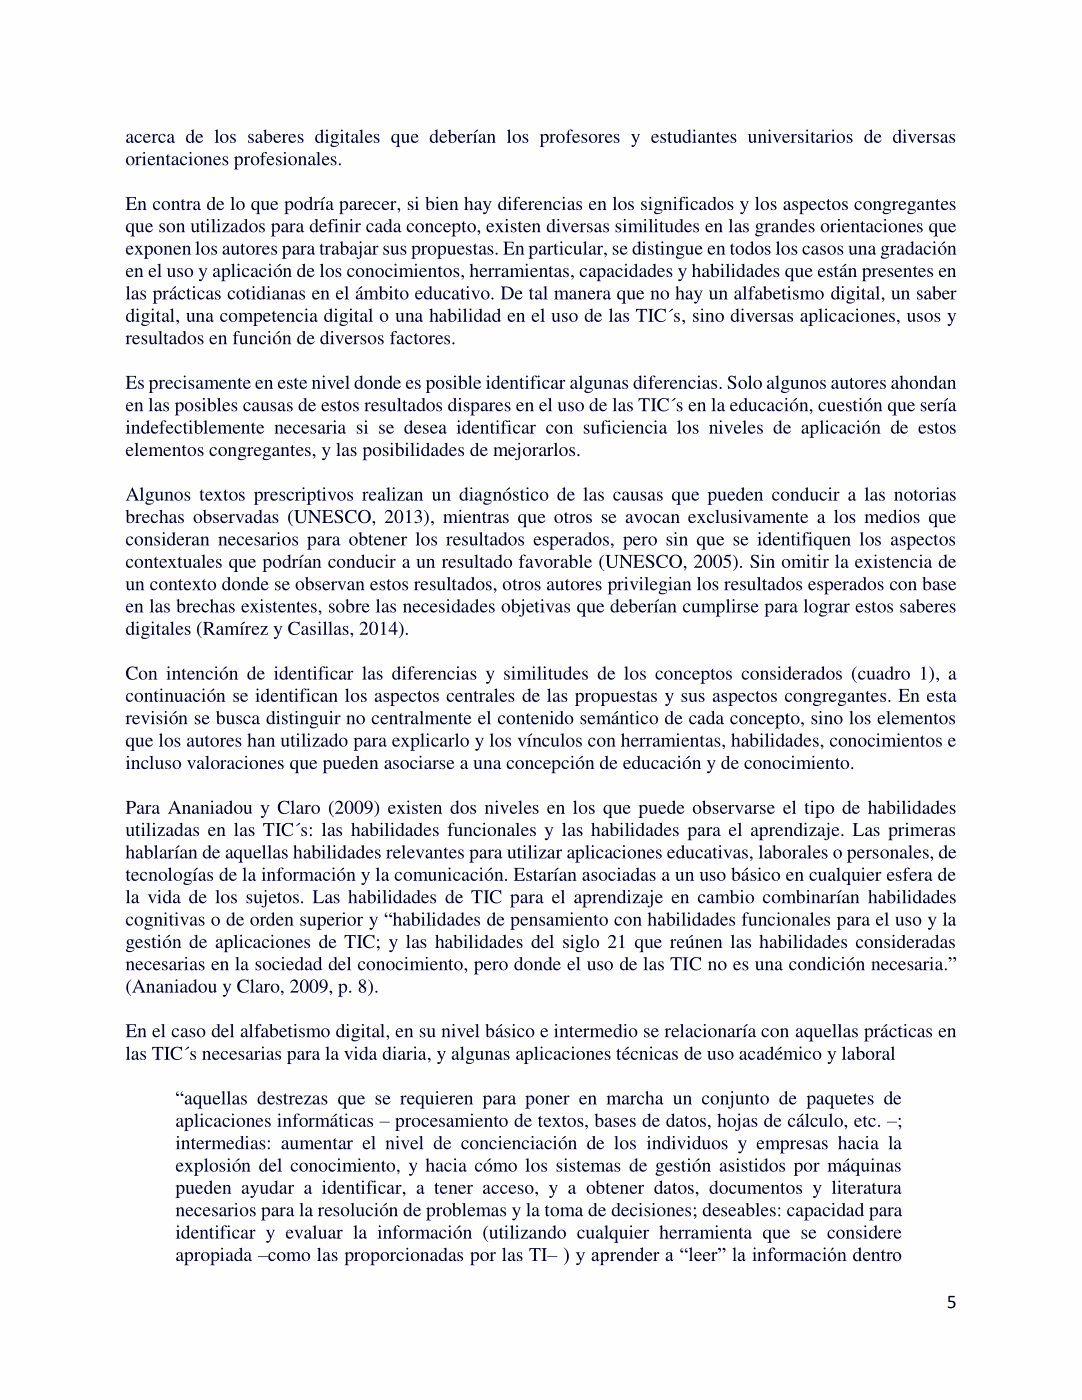 acerca de los saberes digitales que deberían los profesores y estudiantes universitarios de diversas
orientaciones profesionales.
En contra de lo que podría parecer, si bien hay diferencias en los significados y los aspectos congregantes
que son utilizados para definir cada concepto, existen diversas similitudes en las grandes orientaciones que
exponen los autores para trabajar sus propuestas. En particular, se distingue en todos los casos una gradación
en el uso y aplicación de los conocimientos, herramientas, capacidades y habilidades que están presentes en
las prácticas cotidianas en el ámbito educativo. De tal manera que no hay un alfabetismo digital, un saber
digital, una competencia digital o una habilidad en el uso de las TIC´s, sino diversas aplicaciones, usos y
resultados en función de diversos factores.
Es precisamente en este nivel donde es posible identificar algunas diferencias. Solo algunos autores ahondan
en las posibles causas de estos resultados dispares en el uso de las TIC´s en la educación, cuestión que sería
indefectiblemente necesaria si se desea identificar con suficiencia los niveles de aplicación de estos
elementos congregantes, y las posibilidades de mejorarlos.
Algunos textos prescriptivos realizan un diagnóstico de las causas que pueden conducir a las notorias
brechas observadas (UNESCO, 2013), mientras que otros se avocan exclusivamente a los medios que
consideran necesarios para obtener los resultados esperados, pero sin que se identifiquen los aspectos
contextuales que podrían conducir a un resultado favorable (UNESCO, 2005). Sin omitir la existencia de
un contexto donde se observan estos resultados, otros autores privilegian los resultados esperados con base
en las brechas existentes, sobre las necesidades objetivas que deberían cumplirse para lograr estos saberes
digitales (Ramírez y Casillas, 2014).
Con intención de identificar las diferencias y similitudes de los conceptos considerados (cuadro 1), a
continuación se identifican los aspectos centrales de las propuestas y sus aspectos congregantes. En esta
revisión se busca distinguir no centralmente el contenido semántico de cada concepto, sino los elementos
que los autores han utilizado para explicarlo y los vínculos con herramientas, habilidades, conocimientos e
incluso valoraciones que pueden asociarse a una concepción de educación y de conocimiento.
Para Ananiadou y Claro (2009) existen dos niveles en los que puede observarse el tipo de habilidades
utilizadas en las TIC´s: las habilidades funcionales y las habilidades para el aprendizaje. Las primeras
hablarían de aquellas habilidades relevantes para utilizar aplicaciones educativas, laborales o personales, de
tecnologías de la información y la comunicación. Estarían asociadas a un uso básico en cualquier esfera de
la vida de los sujetos. Las habilidades de TIC para el aprendizaje en cambio combinarían habilidades
cognitivas o de orden superior y “habilidades de pensamiento con habilidades funcionales para el uso y la
gestión de aplicaciones de TIC; y las habilidades del siglo 21 que reúnen las habilidades consideradas
necesarias en la sociedad del conocimiento, pero donde el uso de las TIC no es una condición necesaria.”
(Ananiadou y Claro, 2009, p. 8).
En el caso del alfabetismo digital, en su nivel básico e intermedio se relacionaría con aquellas prácticas en
las TIC´s necesarias para la vida diaria, y algunas aplicaciones técnicas de uso académico y laboral
“aquellas destrezas que se requieren para poner en marcha un conjunto de paquetes de
aplicaciones informáticas – procesamiento de textos, bases de datos, hojas de cálculo, etc. –;
intermedias: aumentar el nivel de concienciación de los individuos y empresas hacia la
explosión del conocimiento, y hacia cómo los sistemas de gestión asistidos por máquinas
pueden ayudar a identificar, a tener acceso, y a obtener datos, documentos y literatura
necesarios para la resolución de problemas y la toma de decisiones; deseables: capacidad para
identificar y evaluar la información (utilizando cualquier herramienta que se considere
apropiada –como las proporcionadas por las TI– ) y aprender a “leer” la información dentro
5